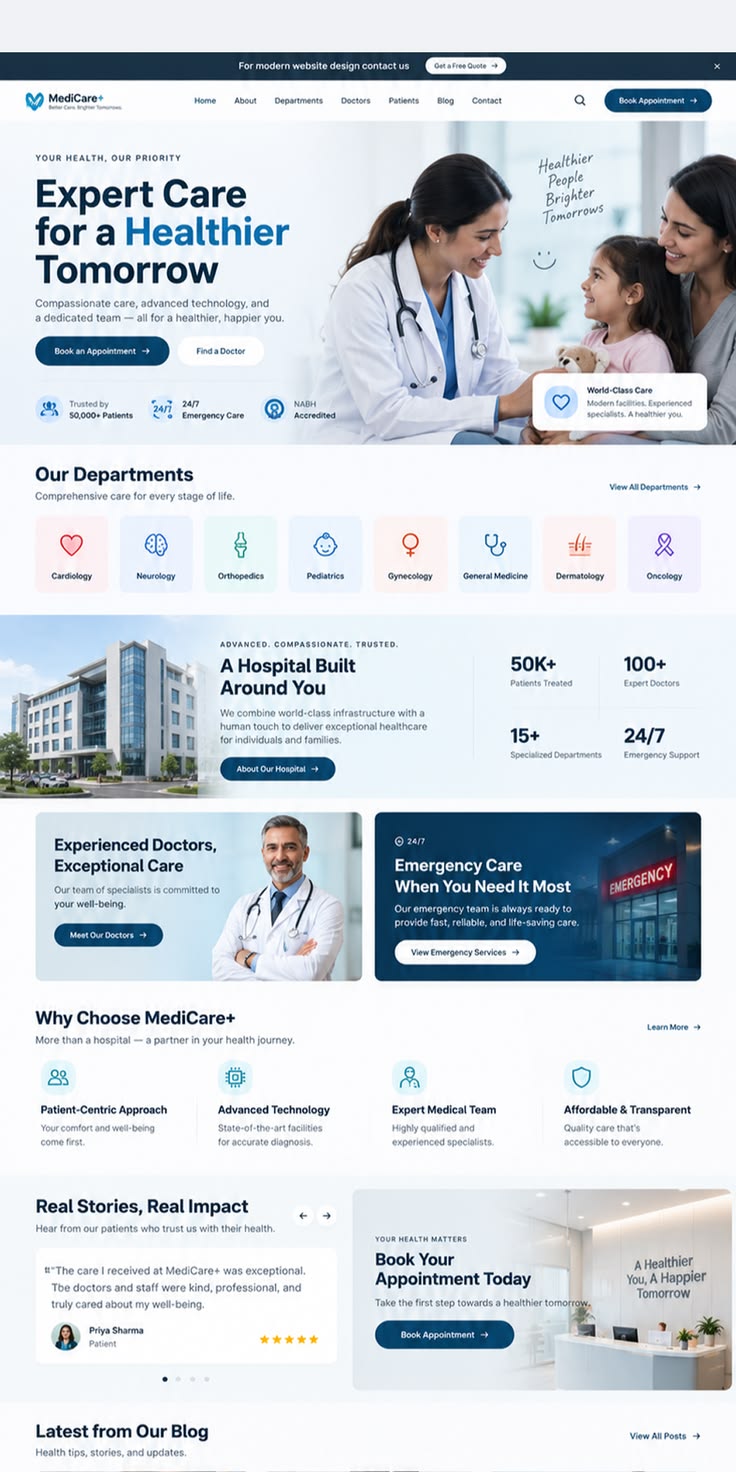 For modern website design contact us
Get a Free Quote →
×
MediCare+
Better Care. Brighter Tomorrows.
Home
About
Departments
Doctors
Patients
Blog
Contact
Book Appointment →
YOUR HEALTH, OUR PRIORITY
Expert Care
for a Healthier
Tomorrow
Compassionate care, advanced technology, and
a dedicated team — all for a healthier, happier you.
Book an Appointment →
Find a Doctor
Trusted by
50,000+ Patients
24/7
24/7
Emergency Care
NABH
Accredited
Healthier
People
Brighter
Tomorrows
World-Class Care
Modern facilities. Experienced
specialists. A healthier you.
Our Departments
Comprehensive care for every stage of life.
View All Departments →
Cardiology
Neurology
Orthopedics
Pediatrics
Gynecology
General Medicine
Dermatology
Oncology
ADVANCED. COMPASSIONATE. TRUSTED.
A Hospital Built
Around You
We combine world-class infrastructure with a
human touch to deliver exceptional healthcare
for individuals and families.
About Our Hospital →
50K+
Patients Treated
100+
Expert Doctors
15+
Specialized Departments
24/7
Emergency Support
Experienced Doctors,
Exceptional Care
Our team of specialists is committed to
your well-being.
Meet Our Doctors →
24/7
Emergency Care
When You Need It Most
Our emergency team is always ready to
provide fast, reliable, and life-saving care.
View Emergency Services →
EMERGENCY
Why Choose MediCare+
More than a hospital — a partner in your health journey.
Learn More →
Patient-Centric Approach
Your comfort and well-being
come first.
Advanced Technology
State-of-the-art facilities
for accurate diagnosis.
Expert Medical Team
Highly qualified and
experienced specialists.
Affordable & Transparent
Quality care that's
accessible to everyone.
Real Stories, Real Impact
Hear from our patients who trust us with their health.
← →
"The care I received at MediCare+ was exceptional.
The doctors and staff were kind, professional, and
truly cared about my well-being.
Priya Sharma
Patient
YOUR HEALTH MATTERS
Book Your
Appointment Today
Take the first step towards a healthier tomorrow.
Book Appointment →
A Healthier
You, A Happier
Tomorrow
Latest from Our Blog
Health tips, stories, and updates.
View All Posts →